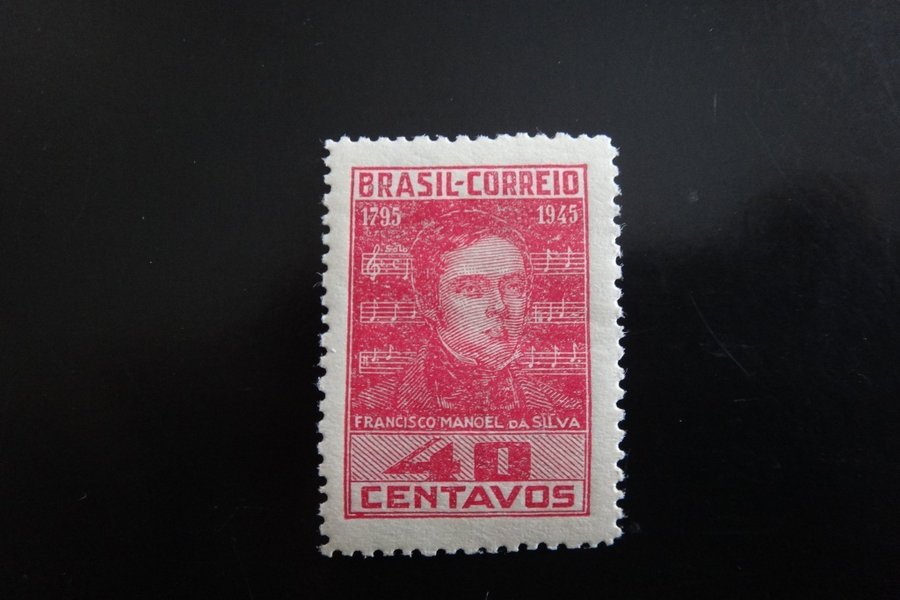 BRASIL-CORREIO
1795 1945
FRANCISCO MANOEL DA SILVA
40
CENTAVOS